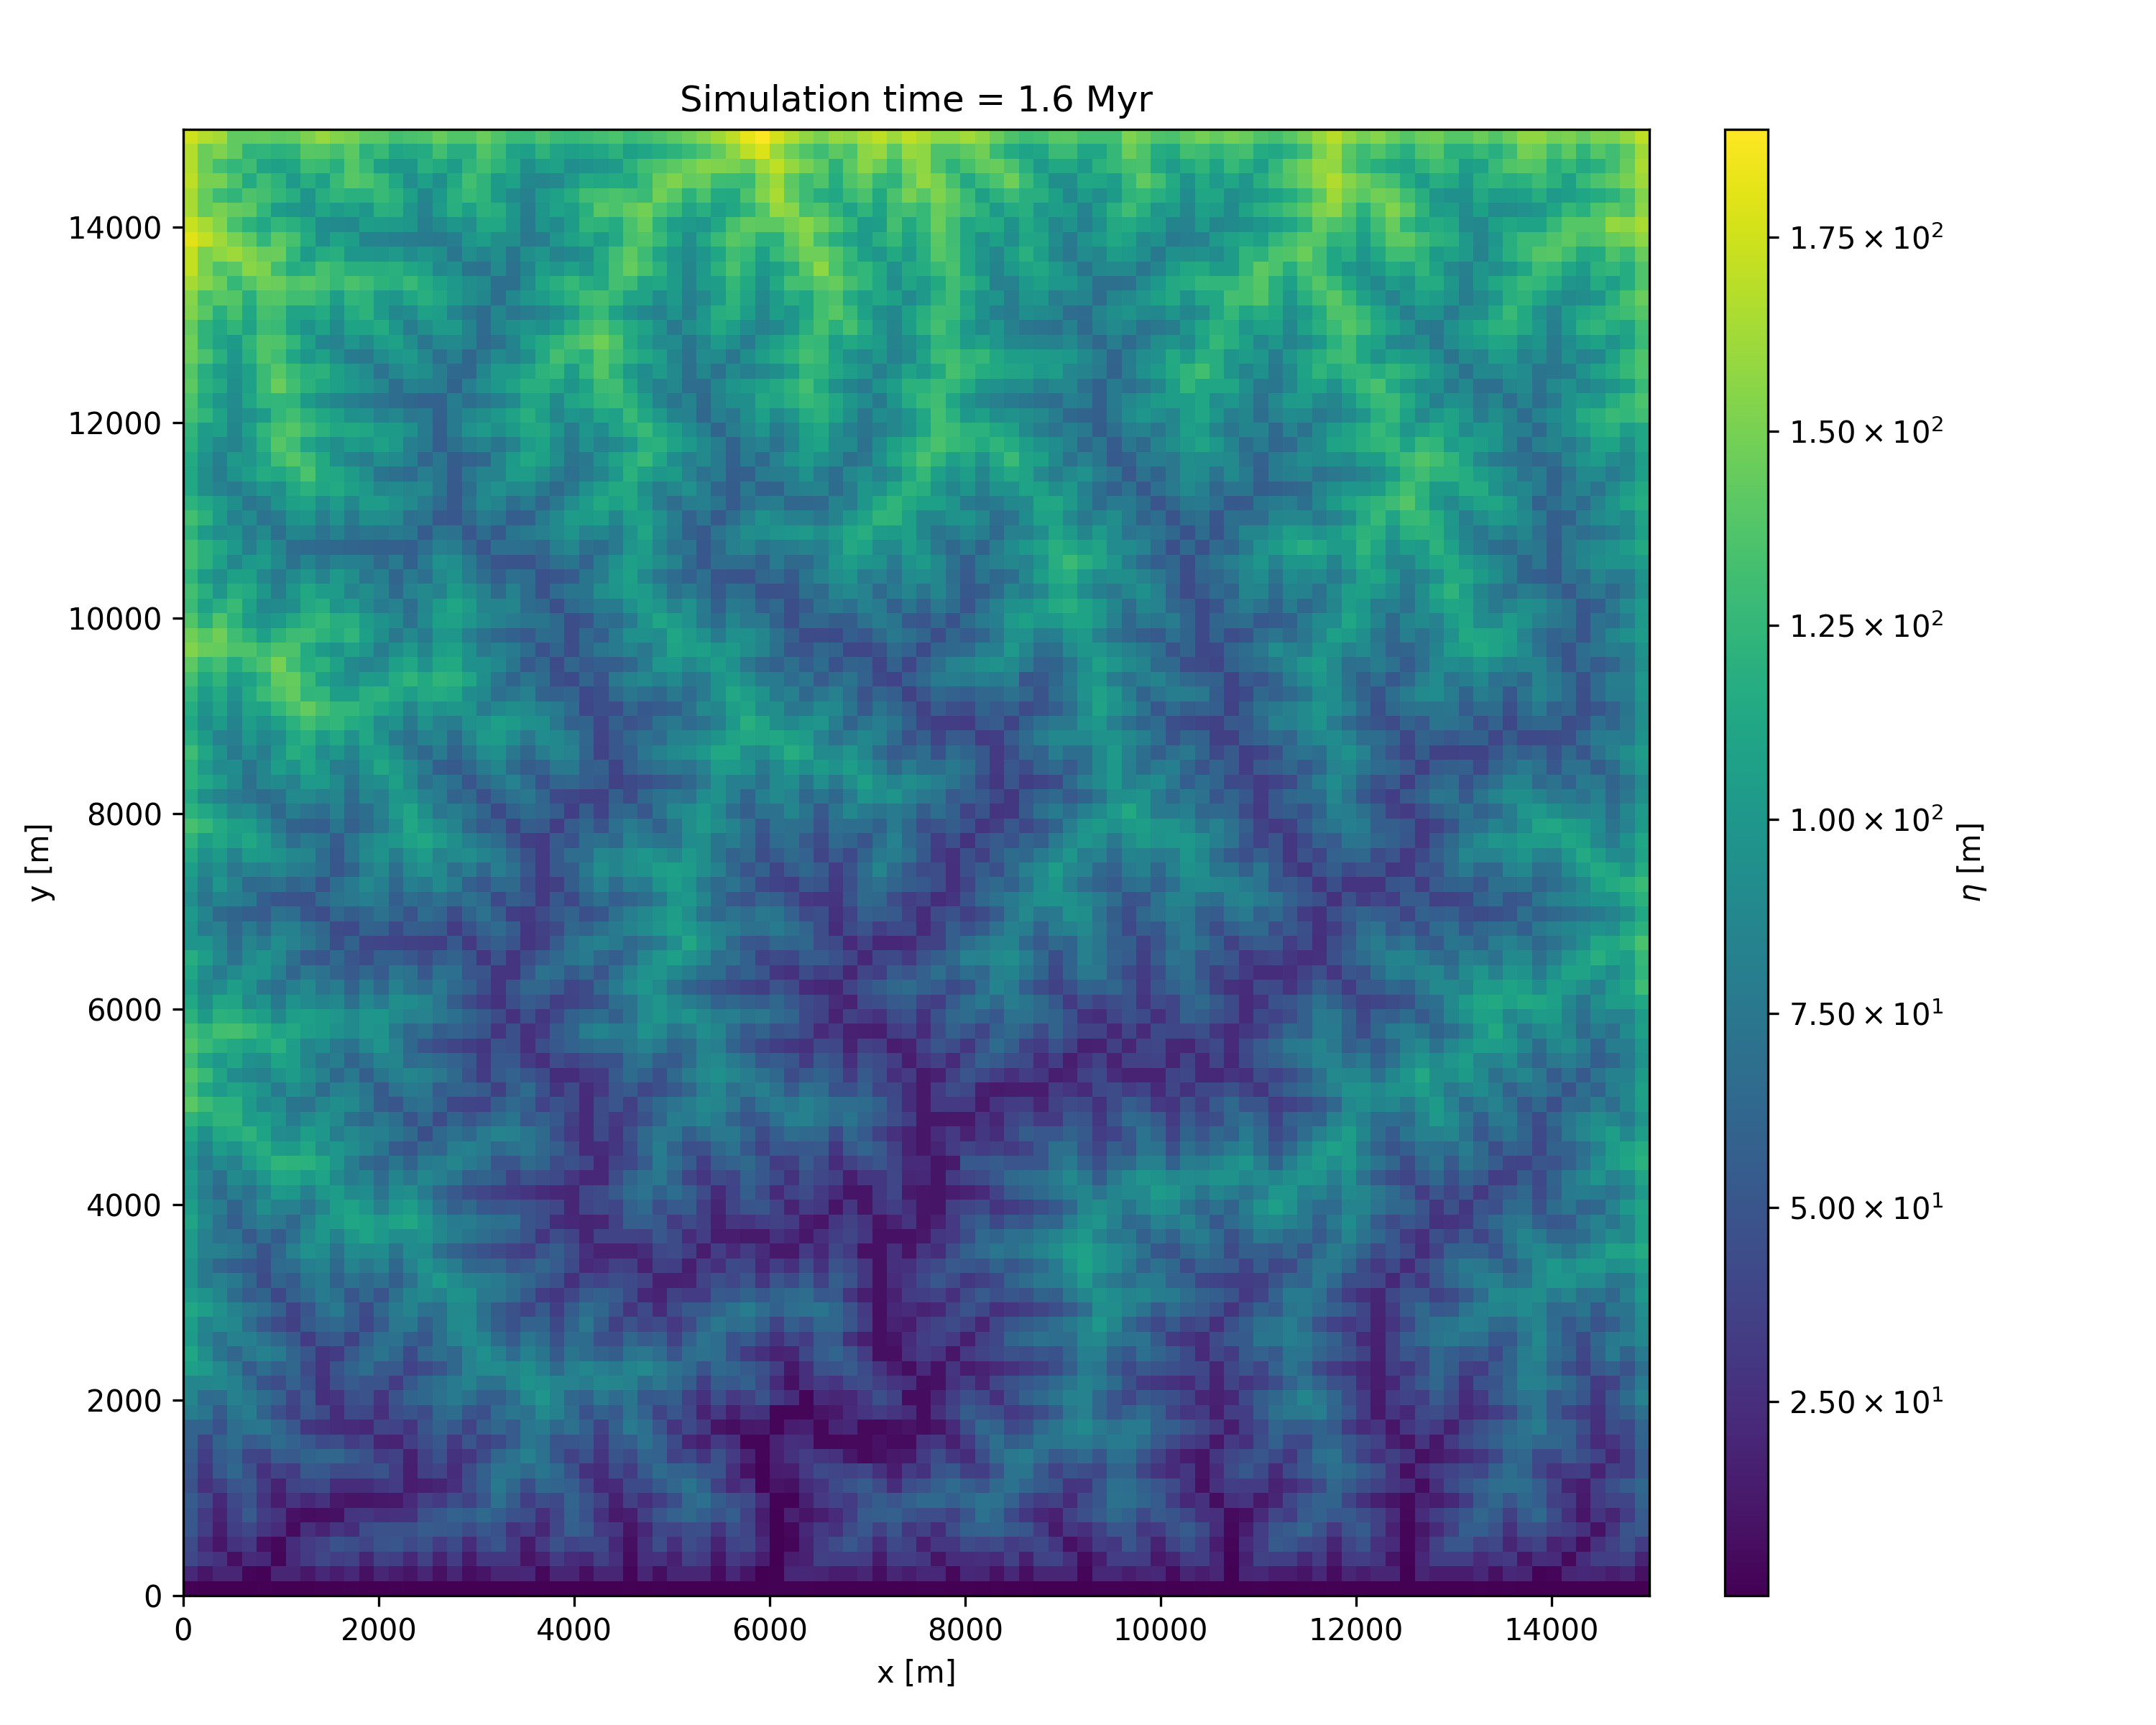 Simulation time = 1.6 Myr
y [m]
14000
12000
10000
8000
6000
4000
2000
0
0 2000 4000 6000 8000 10000 12000 14000
x [m]
1.75 × 10²
1.50 × 10²
1.25 × 10²
1.00 × 10²
7.50 × 10¹
5.00 × 10¹
2.50 × 10¹
η [m]